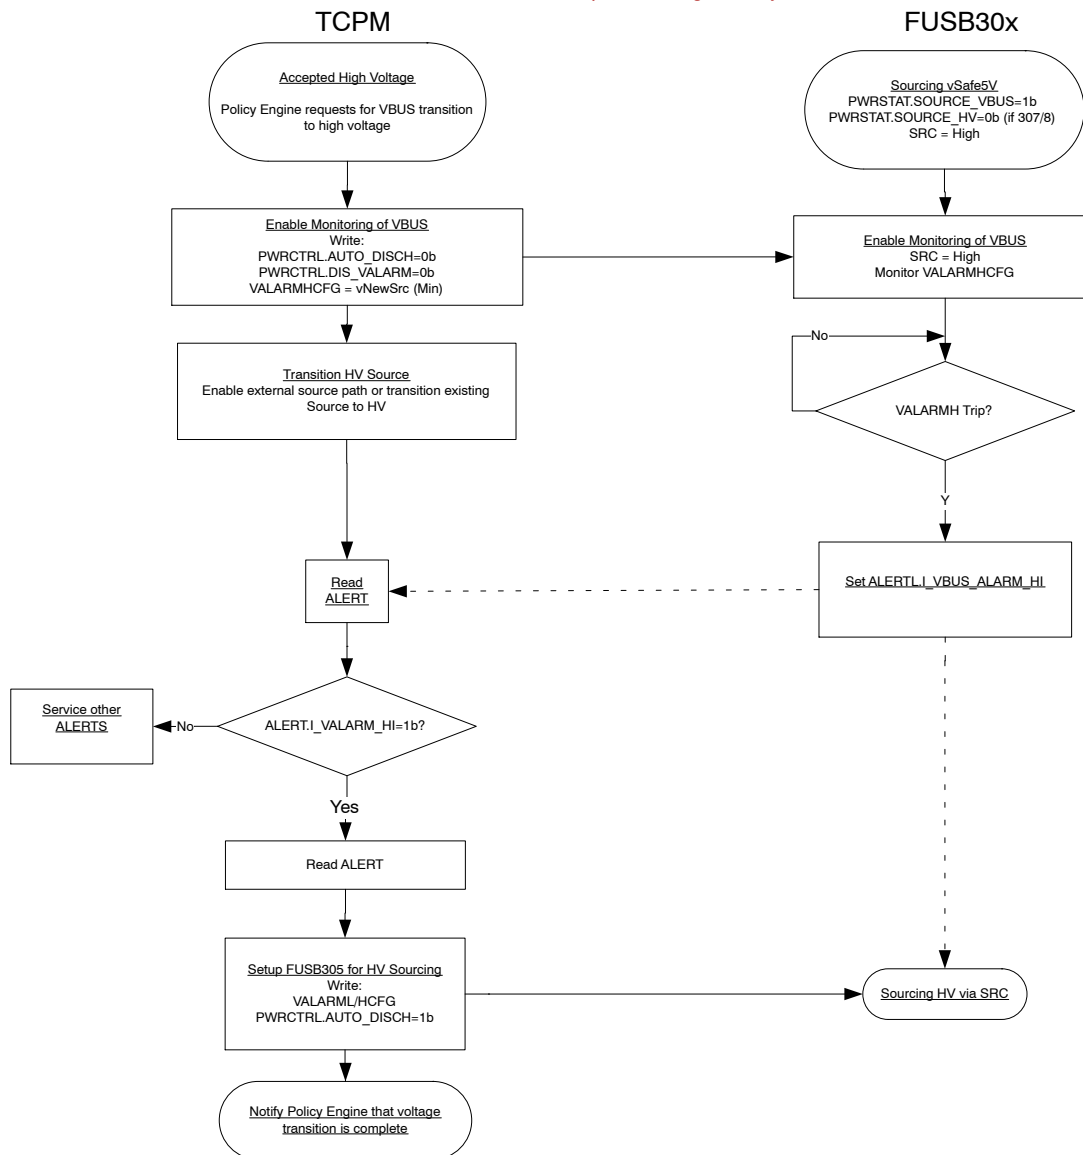 TCPM
FUSB30x
Accepted High Voltage
Policy Engine requests for VBUS transition
to high voltage
Sourcing vSafe5V
PWRSTAT.SOURCE_VBUS=1b
PWRSTAT.SOURCE_HV=0b (if 307/8)
SRC = High
Enable Monitoring of VBUS
Write:
PWRCTRL.AUTO_DISCH=0b
PWRCTRL.DIS_VALARM=0b
VALARMHCFG = vNewSrc (Min)
Enable Monitoring of VBUS
SRC = High
Monitor VALARMHCFG
No
Transition HV Source
Enable external source path or transition existing
Source to HV
VALARMH Trip?
Y
Read
ALERT
Set ALERTL.I_VBUS_ALARM_HI
Service other
ALERTS
No
ALERT.I_VALARM_HI=1b?
Yes
Read ALERT
Setup FUSB305 for HV Sourcing
Write:
VALARML/HCFG
PWRCTRL.AUTO_DISCH=1b
Sourcing HV via SRC
Notify Policy Engine that voltage
transition is complete